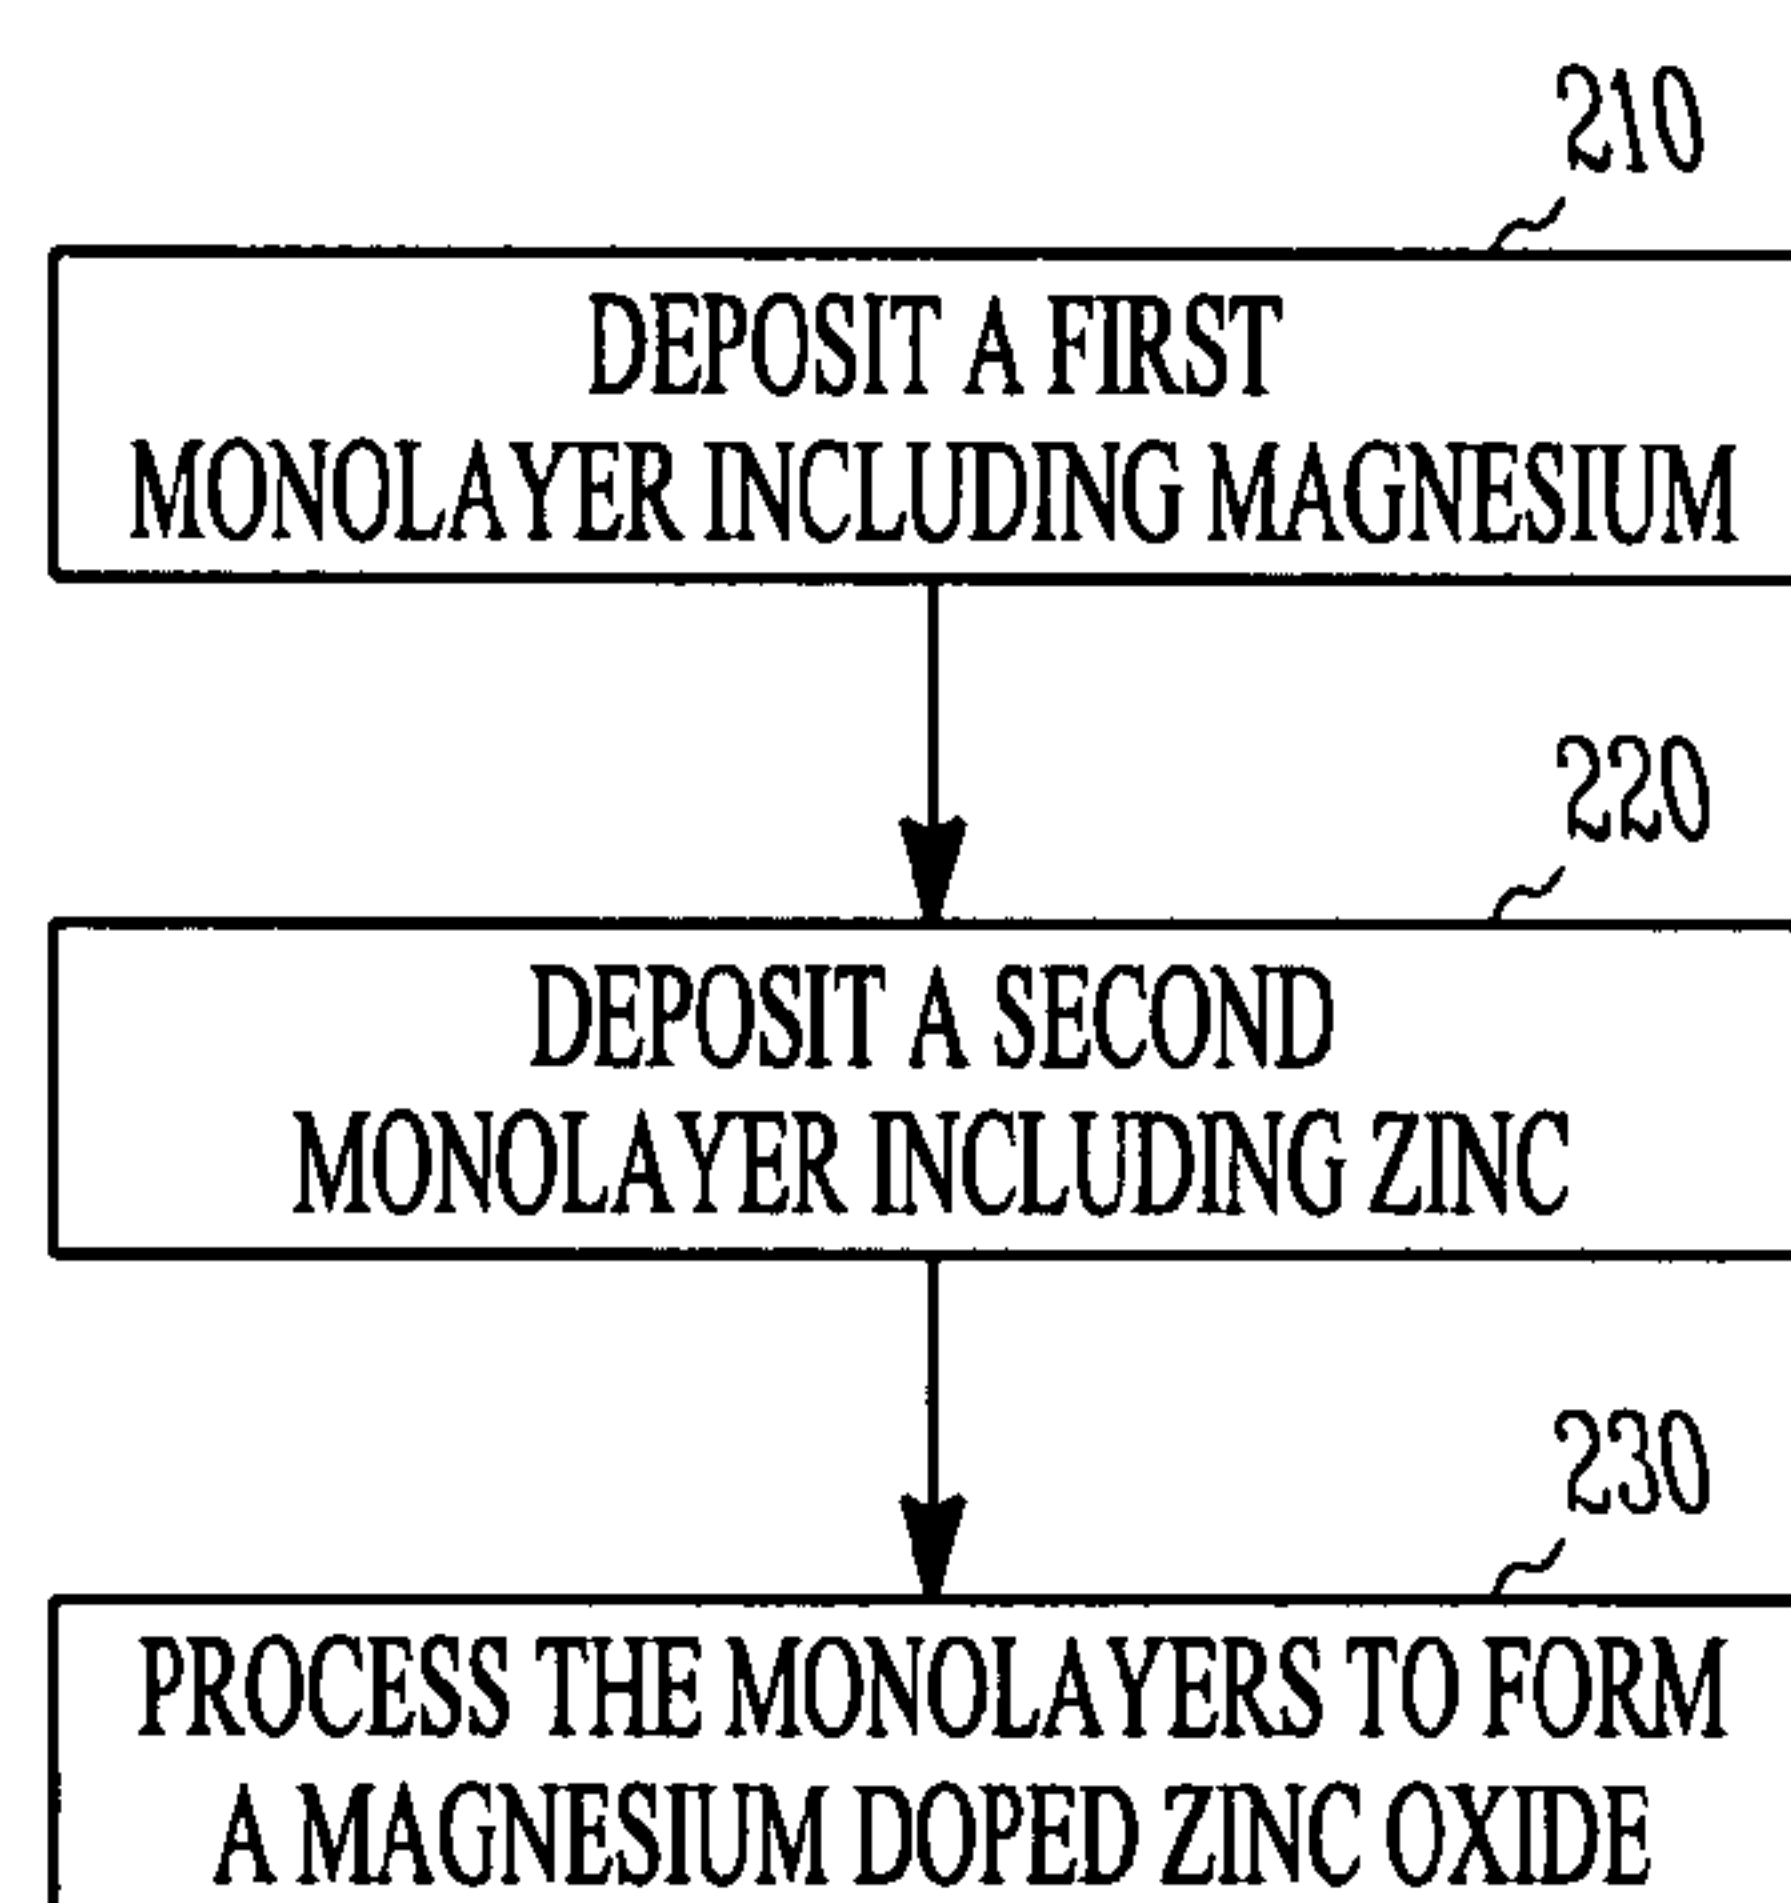 210
DEPOSIT A FIRST
MONOLAYER INCLUDING MAGNESIUM
220
DEPOSIT A SECOND
MONOLAYER INCLUDING ZINC
230
PROCESS THE MONOLAYERS TO FORM
A MAGNESIUM DOPED ZINC OXIDE